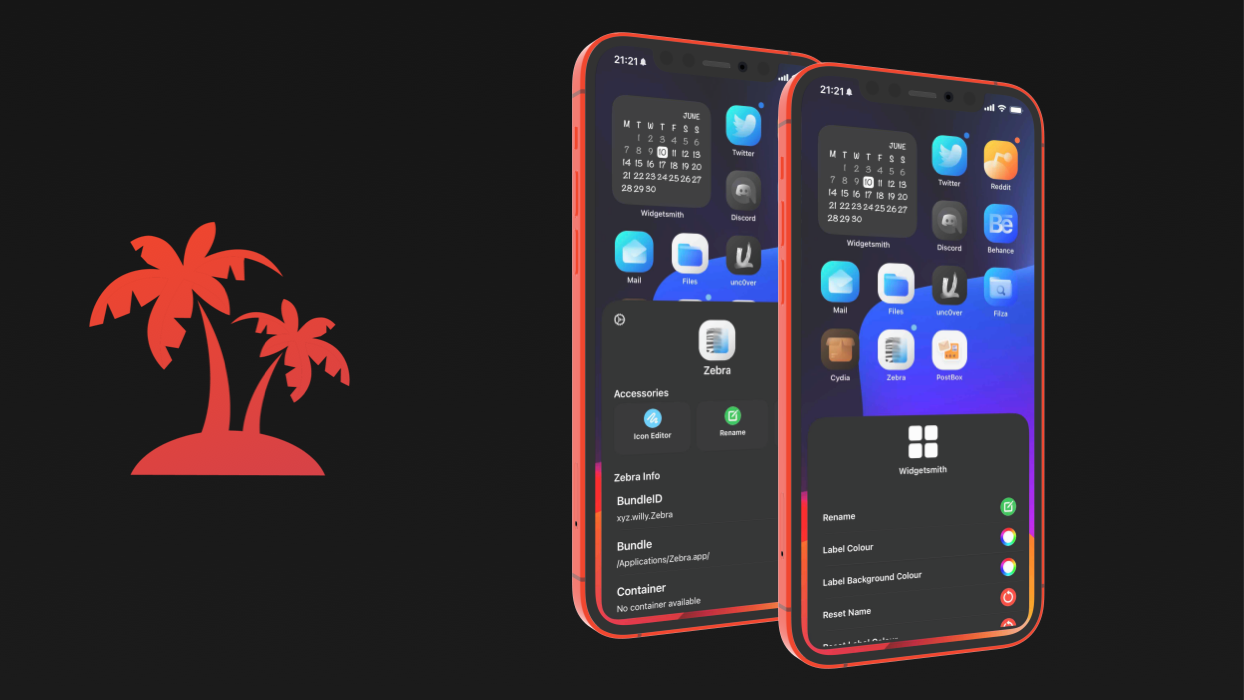 21:21
JUNE
M T W T F S S
1 2 3 4 5 6
7 8 9 10 11 12 13
14 15 16 17 18 19 20
21 22 23 24 25 26 27
28 29 30
Widgetsmith
Twitter
Discord
Mail
Files
unc0ver
Zebra
Accessories
Icon Editor
Rename
Zebra Info
BundleID
xyz.willy.Zebra
Bundle
/Applications/Zebra.app/
Container
No container available
21:21
JUNE
M T W T F S S
1 2 3 4 5 6
7 8 9 10 11 12 13
14 15 16 17 18 19 20
21 22 23 24 25 26 27
28 29 30
Widgetsmith
Twitter
Reddit
Discord
Bē
Behance
Mail
Files
unc0ver
Filza
Cydia
Zebra
PostBox
Widgetsmith
Rename
Label Colour
Label Background Colour
Reset Name
Reset Label Colour